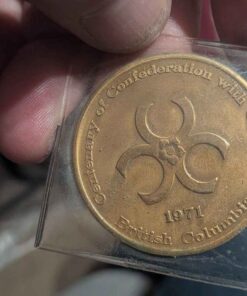 Centenary of Confederation with
1971
British Columbia